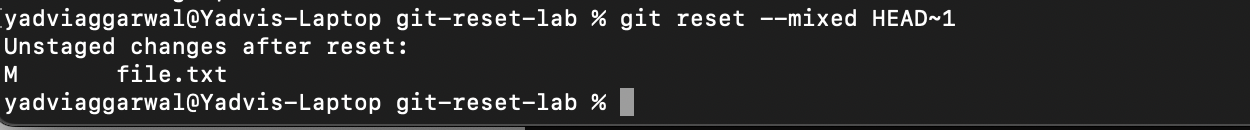 yadviaggarwal@Yadvis-Laptop git-reset-lab % git reset --mixed HEAD~1
Unstaged changes after reset:
M       file.txt
yadviaggarwal@Yadvis-Laptop git-reset-lab %